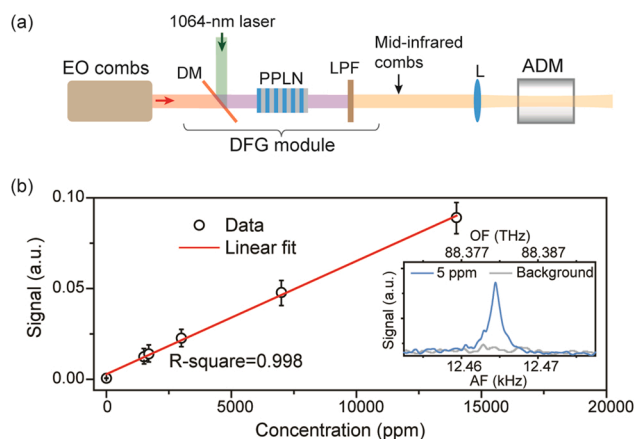 (a)
1064-nm laser
EO combs
DM
PPLN
LPF
Mid-infrared
combs
L
ADM
DFG module
(b)
0.10
0.05
0.00
Signal (a.u.)
Data
Linear fit
R-square=0.998
OF (THz)
88,377 88,387
5 ppm Background
Signal (a.u.)
12.46 12.47
AF (kHz)
0 5000 10000 15000 20000
Concentration (ppm)